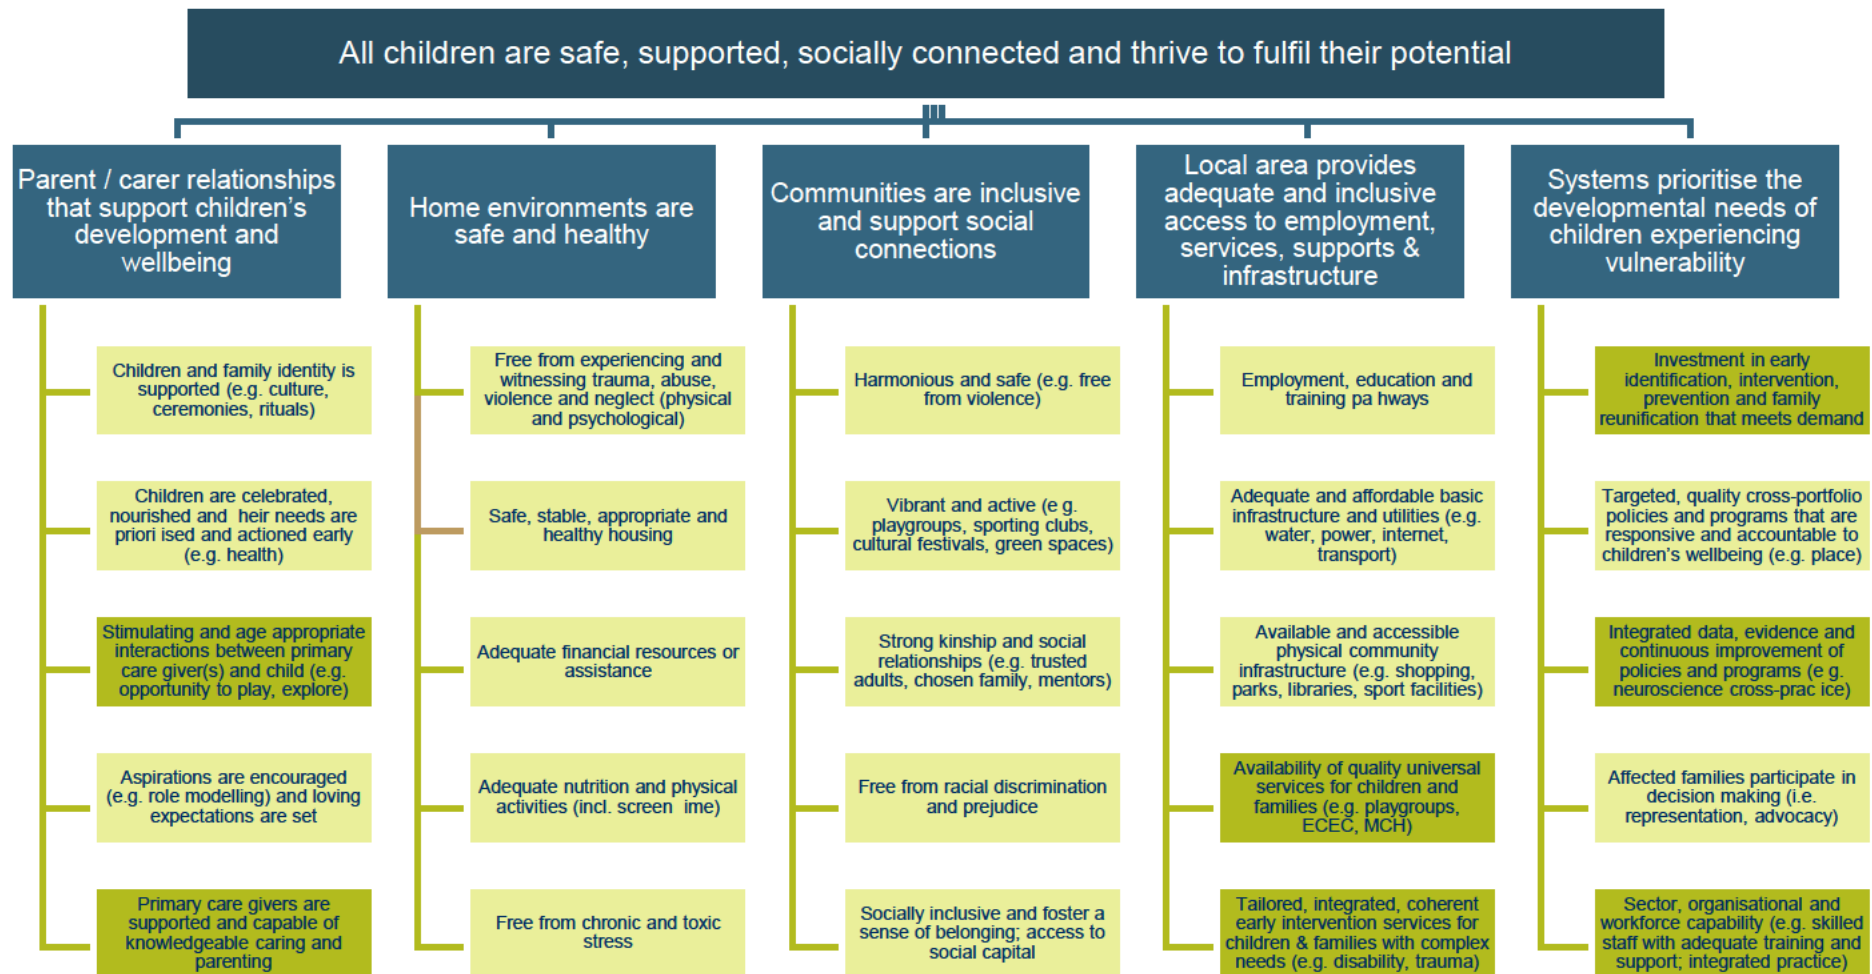 All children are safe, supported, socially connected and thrive to fulfil their potential
Parent / carer relationships
that support children’s
development and
wellbeing
Children and family identity is
supported (e.g. culture,
ceremonies, rituals)
Children are celebrated,
nourished and heir needs are
priori ised and actioned early
(e.g. health)
Stimulating and age appropriate
interactions between primary
care giver(s) and child (e.g.
opportunity to play, explore)
Aspirations are encouraged
(e.g. role modelling) and loving
expectations are set
Primary care givers are
supported and capable of
knowledgeable caring and
parenting
Home environments are
safe and healthy
Free from experiencing and
witnessing trauma, abuse,
violence and neglect (physical
and psychological)
Safe, stable, appropriate and
healthy housing
Adequate financial resources or
assistance
Adequate nutrition and physical
activities (incl. screen ime)
Free from chronic and toxic
stress
Communities are inclusive
and support social
connections
Harmonious and safe (e.g. free
from violence)
Vibrant and active (e g.
playgroups, sporting clubs,
cultural festivals, green spaces)
Strong kinship and social
relationships (e.g. trusted
adults, chosen family, mentors)
Free from racial discrimination
and prejudice
Socially inclusive and foster a
sense of belonging; access to
social capital
Local area provides
adequate and inclusive
access to employment,
services, supports &
infrastructure
Employment, education and
training pa hways
Adequate and affordable basic
infrastructure and utilities (e.g.
water, power, internet,
transport)
Available and accessible
physical community
infrastructure (e.g. shopping,
parks, libraries, sport facilities)
Availability of quality universal
services for children and
families (e.g. playgroups,
ECEC, MCH)
Tailored, integrated, coherent
early intervention services for
children & families with complex
needs (e.g. disability, trauma)
Systems prioritise the
developmental needs of
children experiencing
vulnerability
Investment in early
identification, intervention,
prevention and family
reunification that meets demand
Targeted, quality cross-portfolio
policies and programs that are
responsive and accountable to
children’s wellbeing (e.g. place)
Integrated data, evidence and
continuous improvement of
policies and programs (e g.
neuroscience cross-prac ice)
Affected families participate in
decision making (i.e.
representation, advocacy)
Sector, organisational and
workforce capability (e.g. skilled
staff with adequate training and
support; integrated practice)